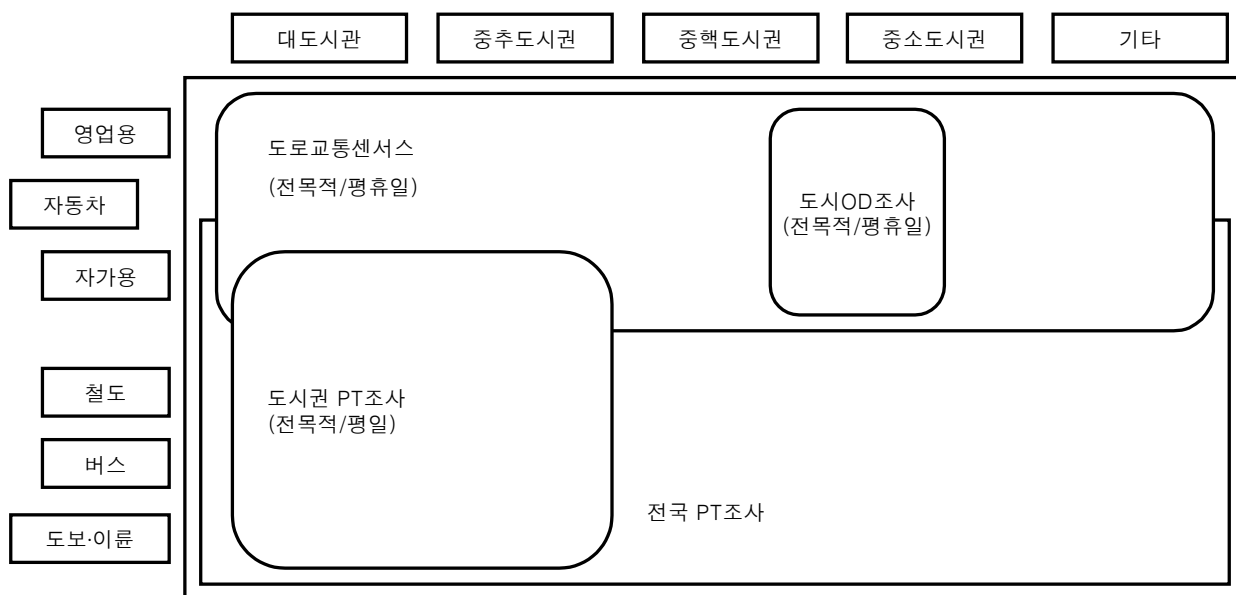 대도시관
중추도시권
중핵도시권
중소도시권
기타
영업용
자동차
자가용
철도
버스
도보·이륜
도로교통센서스
(전목적/평휴일)
도시OD조사
(전목적/평휴일)
도시권 PT조사
(전목적/평일)
전국 PT조사